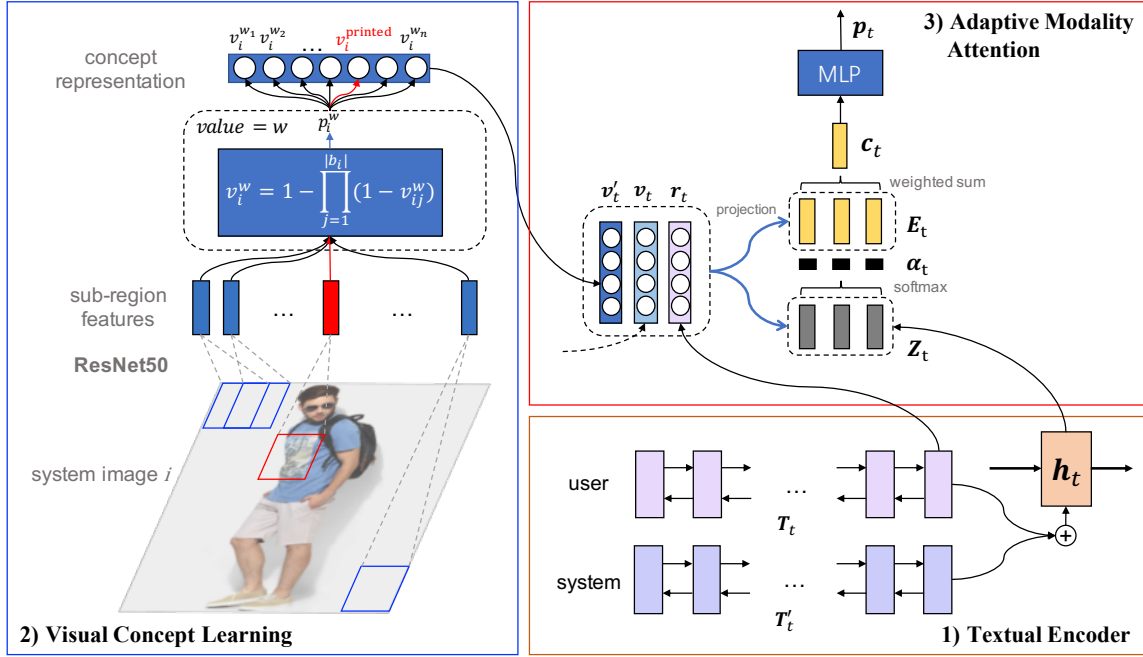 v_i^{w_1} v_i^{w_2} ... v_i^{printed} v_i^{w_n}
concept
representation
value = w
p_i^w
v_i^w = 1 - \prod_{j=1}^{|b_i|} (1 - v_{ij}^w)
sub-region
features
... ...
ResNet50
system image i
2) Visual Concept Learning
3) Adaptive Modality
Attention
p_t
MLP
c_t
weighted sum
v'_t v_t r_t
projection
E_t
α_t
softmax
Z_t
user
...
T_t
h_t
+
system
...
T'_t
1) Textual Encoder